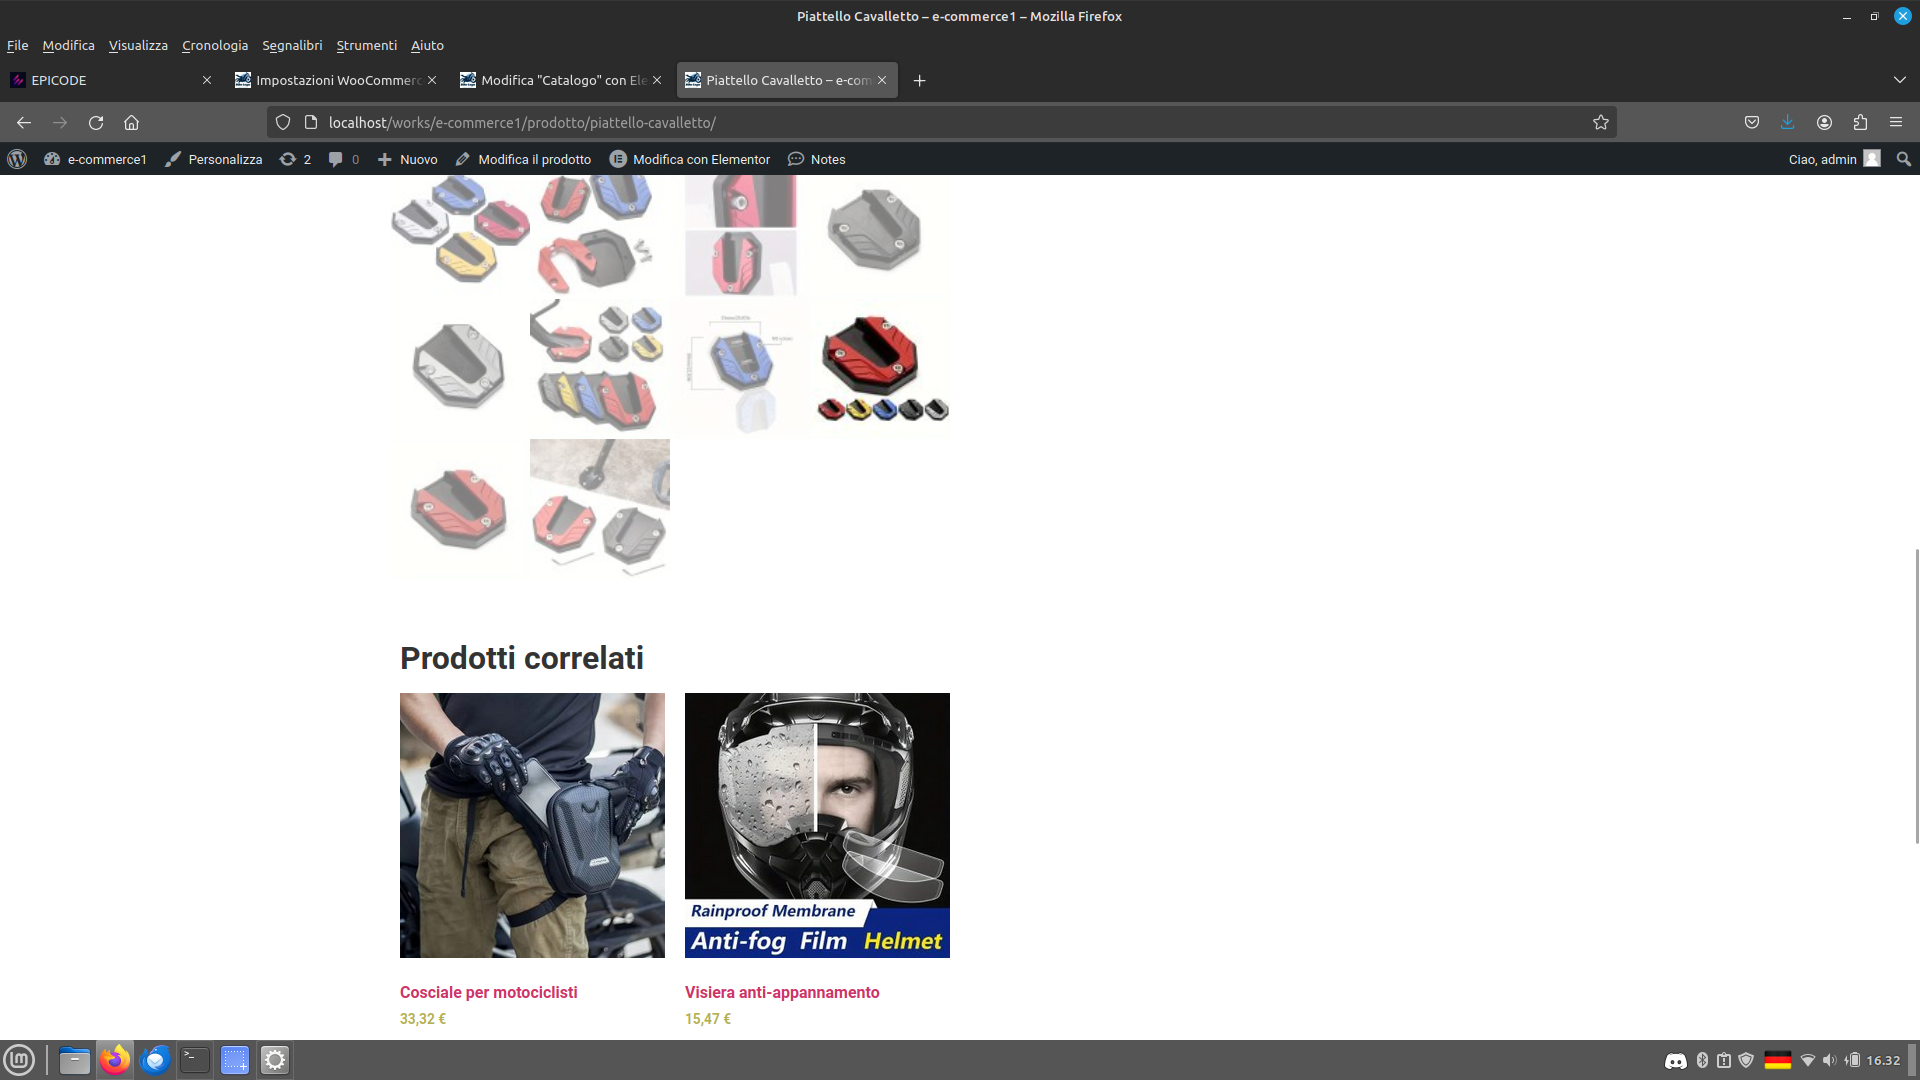 Piattello Cavalletto – e-commerce1 – Mozilla Firefox
File Modifica Visualizza Cronologia Segnalibri Strumenti Aiuto
EPICODE
Impostazioni WooCommerc
Modifica "Catalogo" con Ele
Piattello Cavalletto – e-com
localhost/works/e-commerce1/prodotto/piattello-cavalletto/
e-commerce1 Personalizza 2 0 Nuovo Modifica il prodotto Modifica con Elementor Notes Ciao, admin
Prodotti correlati
Rainproof Membrane
Anti-fog Film Helmet
Cosciale per motociclisti
33,32 €
Visiera anti-appannamento
15,47 €
16.32